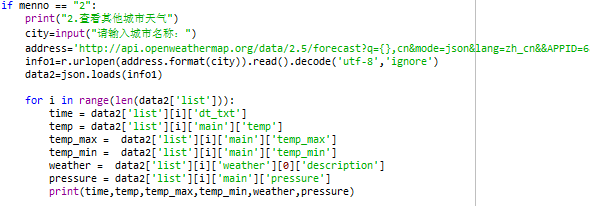 if menno == "2":
    print("2.查看其他城市天气")
    city=input("请输入城市名称：")
    address='http://api.openweathermap.org/data/2.5/forecast?q={},cn&mode=json&lang=zh_cn&&APPID=6
    info1=r.urlopen(address.format(city)).read().decode('utf-8','ignore')
    data2=json.loads(info1)
    for i in range(len(data2['list'])):
        time = data2['list'][i]['dt_txt']
        temp = data2['list'][i]['main']['temp']
        temp_max =  data2['list'][i]['main']['temp_max']
        temp_min =  data2['list'][i]['main']['temp_min']
        weather =  data2['list'][i]['weather'][0]['description']
        pressure = data2['list'][i]['main']['pressure']
        print(time,temp,temp_max,temp_min,weather,pressure)